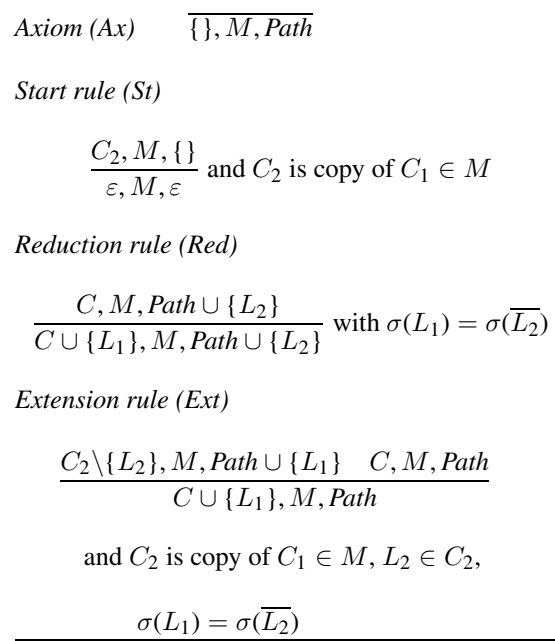 Axiom (Ax) {}, M, Path
Start rule (St)
C₂, M, {}
ε, M, ε
and C₂ is copy of C₁ ∈ M
Reduction rule (Red)
C, M, Path ∪ {L₂}
C ∪ {L₁}, M, Path ∪ {L₂}
with σ(L₁) = σ(L̅₂)
Extension rule (Ext)
C₂\{L₂}, M, Path ∪ {L₁} C, M, Path
C ∪ {L₁}, M, Path
and C₂ is copy of C₁ ∈ M, L₂ ∈ C₂,
σ(L₁) = σ(L̅₂)